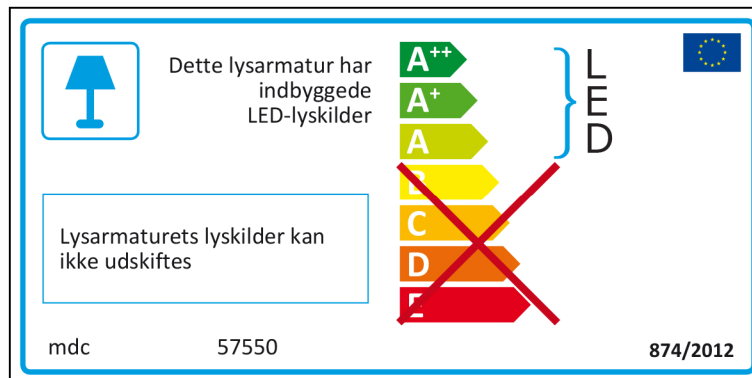 Dette lysarmatur har
indbyggede
LED-lyskilder
A++
A+
A
B
C
D
E
L
E
D
Lysarmaturets lyskilder kan
ikke udskiftes
mdc 57550
874/2012